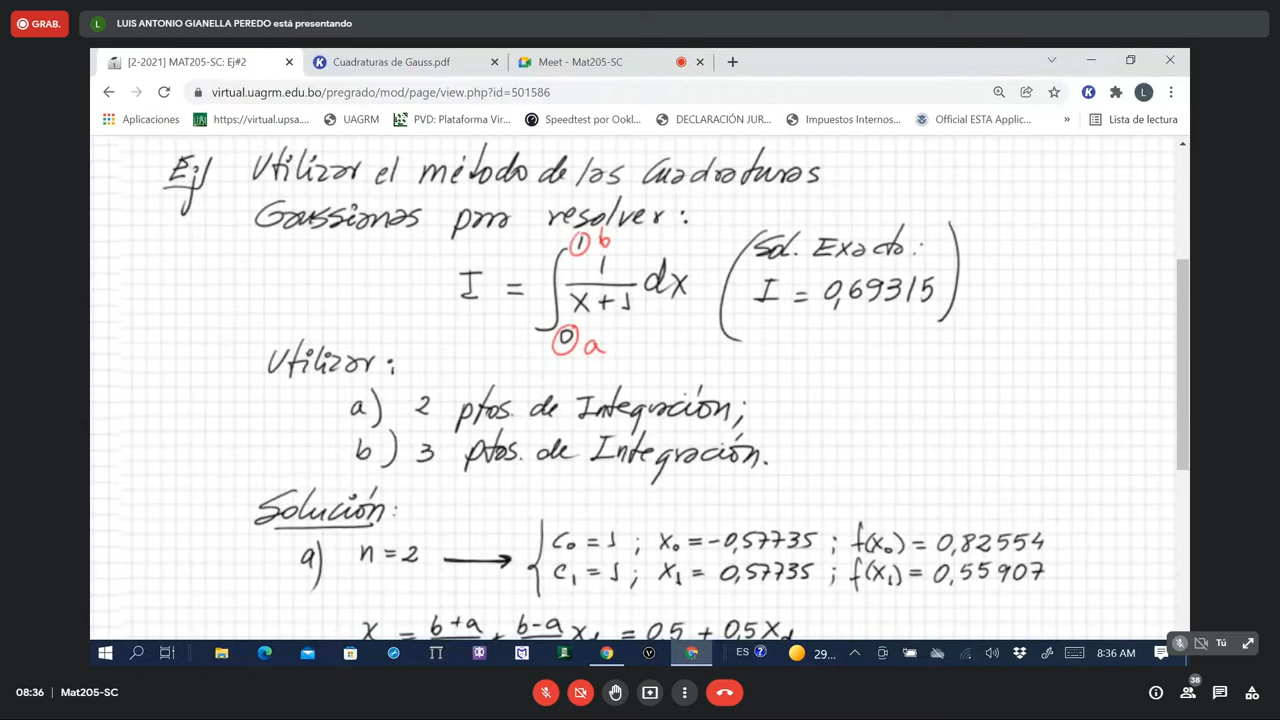 GRAB.
L
LUIS ANTONIO GIANELLA PEREDO está presentando
[2-2021] MAT205-SC: Ej#2
Cuadraturas de Gauss.pdf
Meet - Mat205-SC
virtual.uagrm.edu.bo/pregrado/mod/page/view.php?id=501586
L
Aplicaciones
https://virtual.upsa....
UAGRM
PVD: Plataforma Vir...
Speedtest por Ookl...
DECLARACIÓN JUR...
Impuestos Internos...
Official ESTA Applic...
»
Lista de lectura
Ej/ Utilizar el método de las Cuadraturas
Gaussianas para resolver:
I = ∫ ₀ ¹ 1/(x+1) dx
b
a
(Sol. Exacta:
I = 0,69315)
Utilizar:
a) 2 ptos. de Integración;
b) 3 ptos. de Integración.
Solución:
a) n = 2 → { C₀ = 1 ; X₀ = -0,57735 ; f(x₀) = 0,82554
C₁ = 1 ; X₁ = 0,57735 ; f(x₁) = 0,55907
X = b+a + b-a Xd = 0,5 + 0,5Xd
ES
29...
8:36 AM
Tú
08:36
Mat205-SC
38